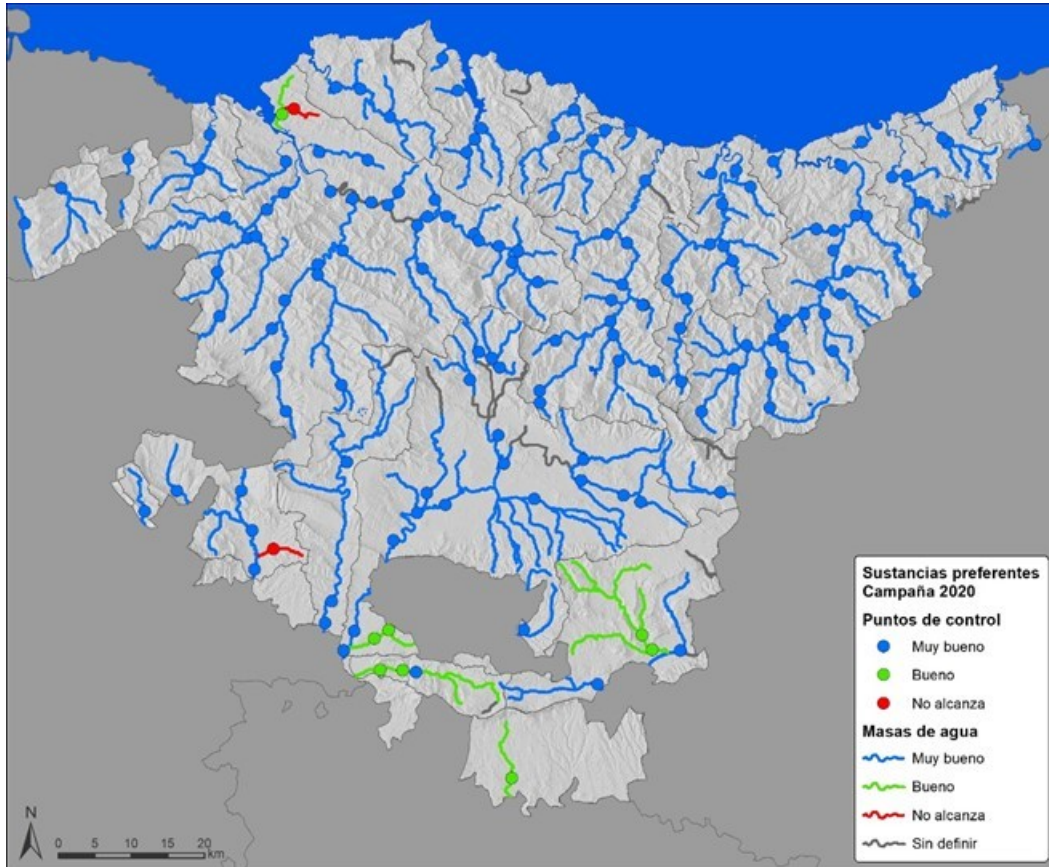 Sustancias preferentes
Campaña 2020
Puntos de control
Muy bueno
Bueno
No alcanza
Masas de agua
Muy bueno
Bueno
No alcanza
Sin definir
N
0 5 10 15 20
km